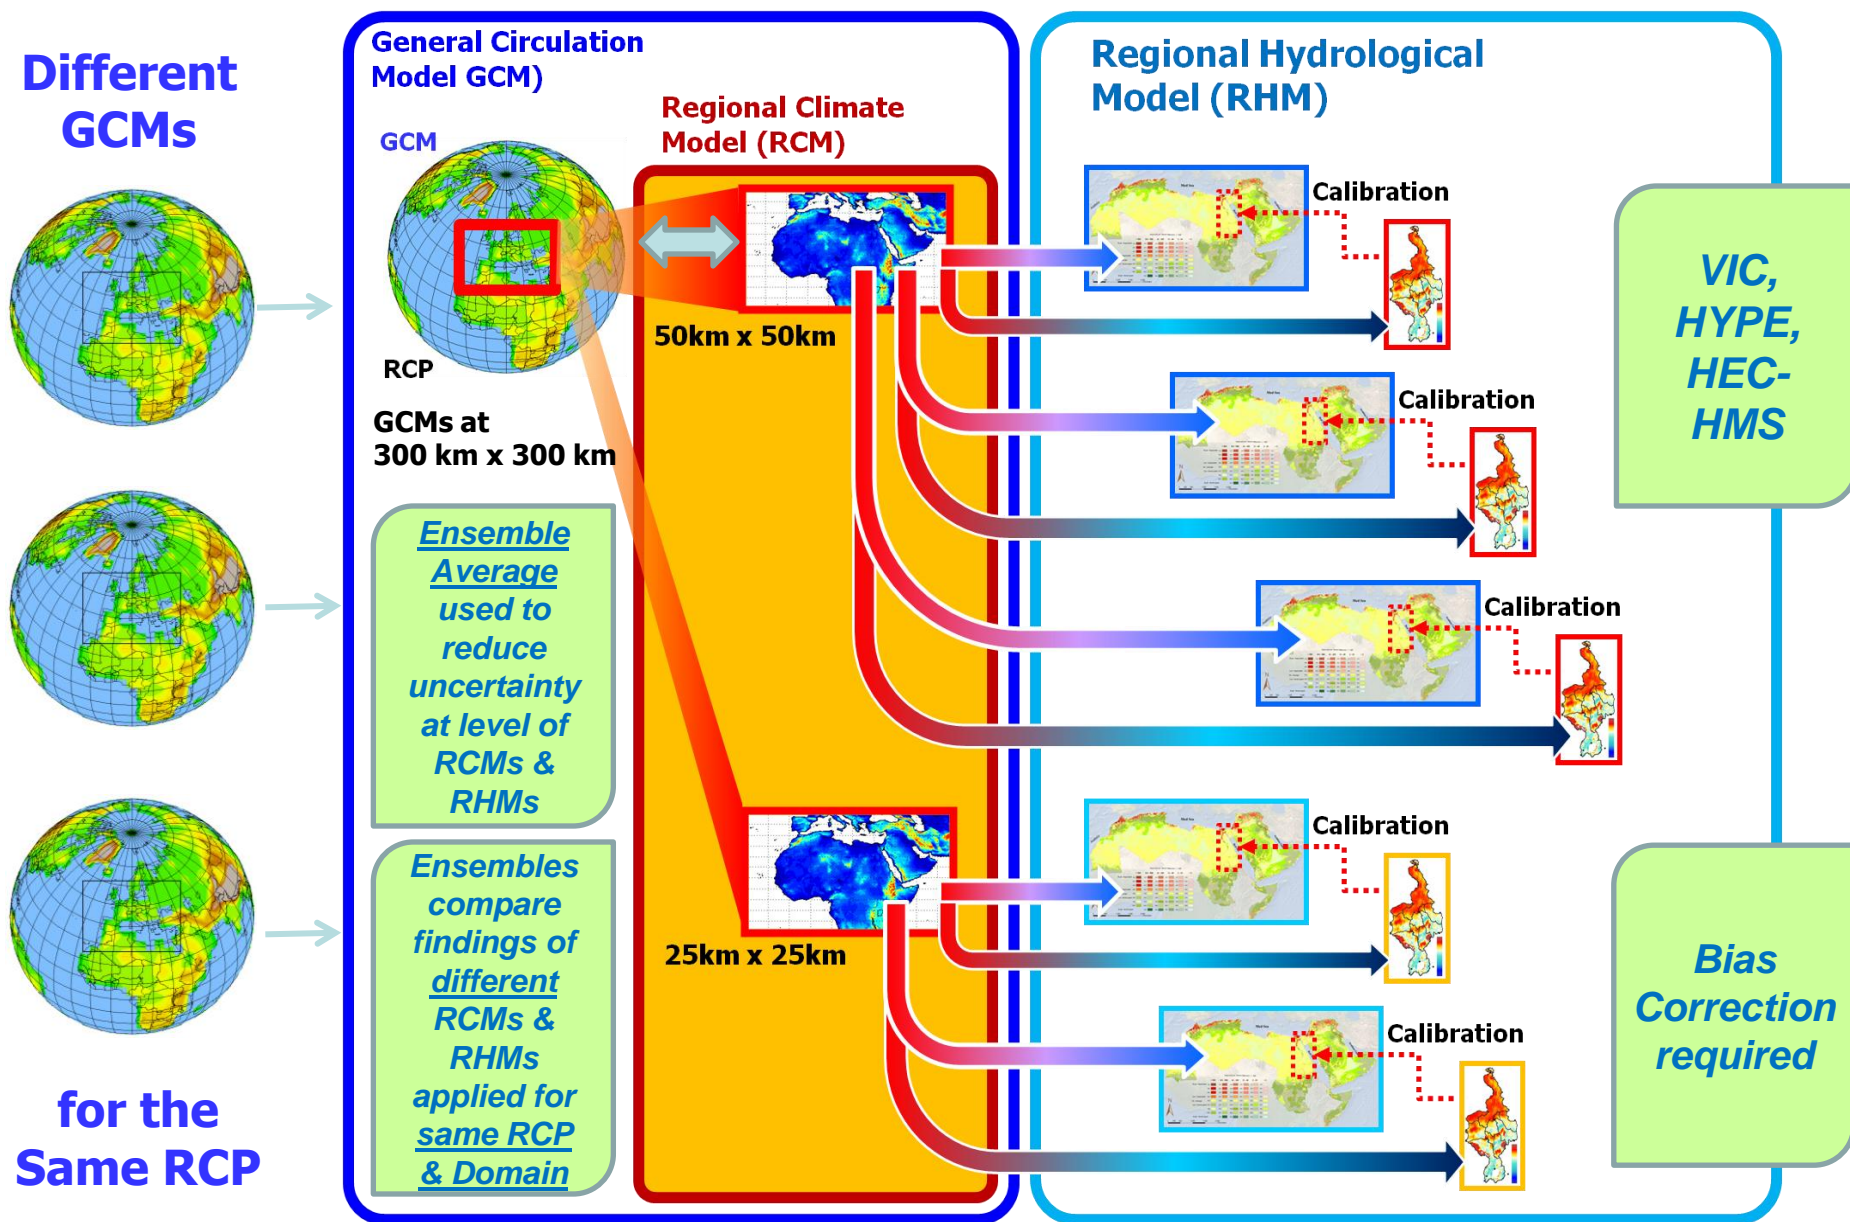 Different
GCMs
for the
Same RCP
General Circulation
Model GCM)
GCM
RCP
GCMs at
300 km x 300 km
Ensemble
Average
used to
reduce
uncertainty
at level of
RCMs &
RHMs
Ensembles
compare
findings of
different
RCMs &
RHMs
applied for
same RCP
& Domain
Regional Climate
Model (RCM)
50km x 50km
25km x 25km
Regional Hydrological
Model (RHM)
Calibration
Calibration
Calibration
Calibration
Calibration
VIC,
HYPE,
HEC-
HMS
Bias
Correction
required